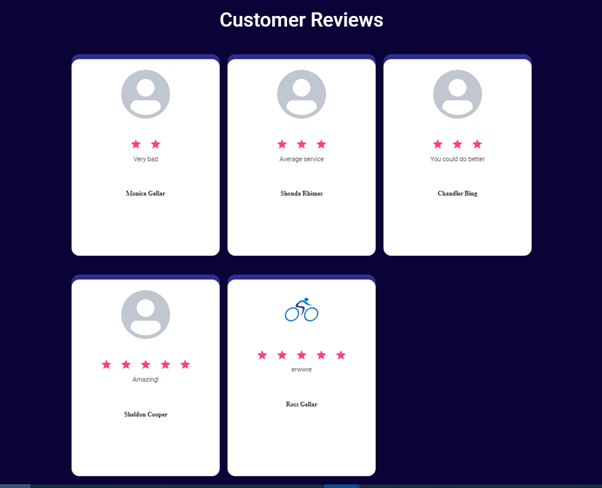 Customer Reviews
Very bad
Monica Gellar
Average service
Shonda Rhimes
You could do better
Chandler Bing
Amazing!
Sheldon Cooper
erwwre
Ross Gellar